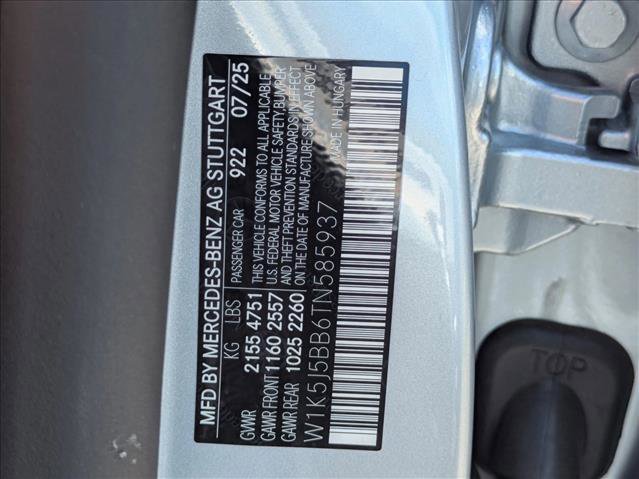 MFD BY MERCEDES-BENZ AG STUTTGART
PASSENGER CAR 922 07/25
KG LBS
GVWR 2155 4751
GAWR FRONT 1160 2557
GAWR REAR 1025 2260
THIS VEHICLE CONFORMS TO ALL APPLICABLE
U.S. FEDERAL MOTOR VEHICLE SAFETY, BUMPER
AND THEFT PREVENTION STANDARDS IN EFFECT
ON THE DATE OF MANUFACTURE SHOWN ABOVE
W1K5J5BB6TN585937
MADE IN HUNGARY
TOP